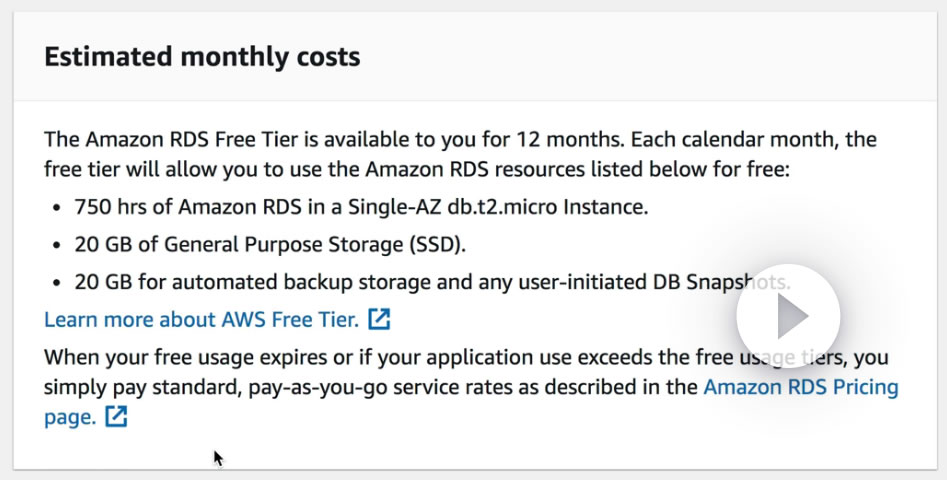 Estimated monthly costs
The Amazon RDS Free Tier is available to you for 12 months. Each calendar month, the
free tier will allow you to use the Amazon RDS resources listed below for free:
• 750 hrs of Amazon RDS in a Single-AZ db.t2.micro Instance.
• 20 GB of General Purpose Storage (SSD).
• 20 GB for automated backup storage and any user-initiated DB Snapshots.
Learn more about AWS Free Tier.
When your free usage expires or if your application use exceeds the free usage tiers, you
simply pay standard, pay-as-you-go service rates as described in the Amazon RDS Pricing
page.